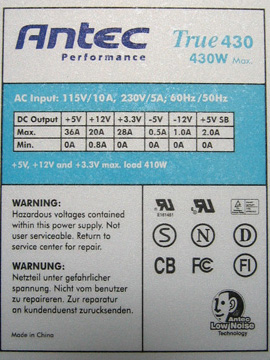 Antec
Performance
True 430
430W Max.
AC Input: 115V/10A, 230V/5A; 60Hz/50Hz
DC Output +5V +12V +3.3V -5V -12V +5V SB
Max. 36A 20A 28A 0.5A 1.0A 2.0A
Min. 0A 0.8A 0A 0A 0A 0A
+5V, +12V and +3.3V max. load 410W
WARNING:
Hazardous voltages contained
within this power supply. Not
user serviceable. Return to
service center for repair.
WARNUNG:
Netzteil unter gefahrlicher
spannung. Nicht vom benutzer
zu repaireren. Zur reparatur
an kundenduenst zurucksenden.
Made in China
E161451
S N D
CB FC FI
Antec
Low Noise
Technology